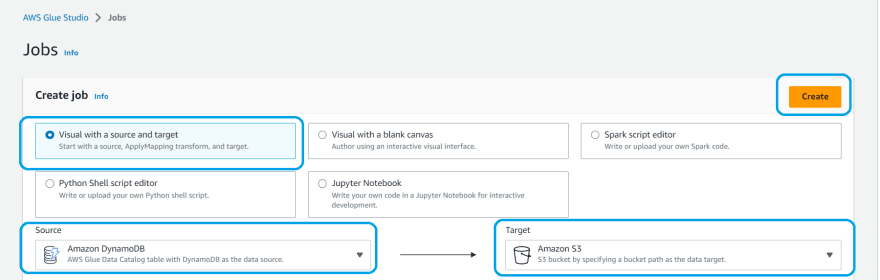 AWS Glue Studio > Jobs
Jobs Info
Create job Info
Create
Visual with a source and target
Start with a source, ApplyMapping transform, and target.
Visual with a blank canvas
Author using an interactive visual interface.
Spark script editor
Write or upload your own Spark code.
Python Shell script editor
Write or upload your own Python shell script.
Jupyter Notebook
Write your own code in a Jupyter Notebook for interactive
development.
Source
Amazon DynamoDB
AWS Glue Data Catalog table with DynamoDB as the data source.
Target
Amazon S3
S3 bucket by specifying a bucket path as the data target.